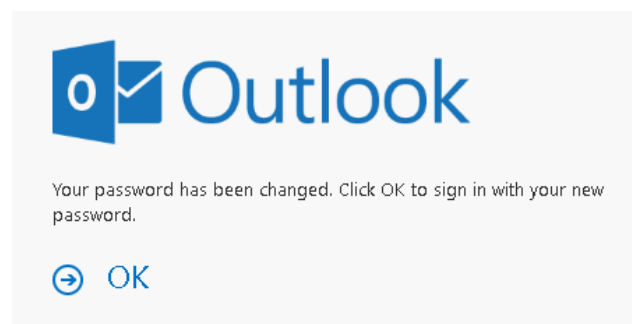 Outlook
Your password has been changed. Click OK to sign in with your new
password.
OK